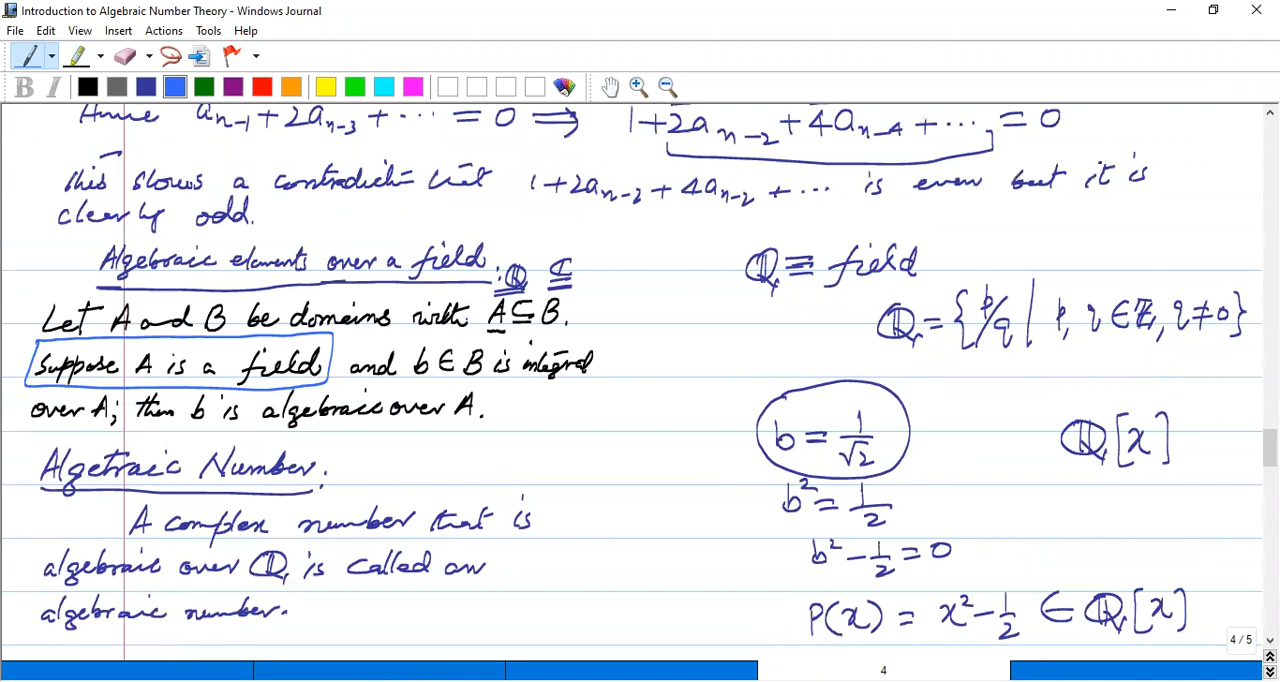 Introduction to Algebraic Number Theory - Windows Journal
File Edit View Insert Actions Tools Help
B I
Hence a_{n-1} + 2a_{n-3} + ... = 0 ⟹ 1 + 2a_{n-2} + 4a_{n-4} + ... = 0
This shows a contradiction that 1 + 2a_{n-2} + 4a_{n-2} + ... is even but it is
clearly odd.
Algebraic elements over a field : ℚ ℂ
Let A and B be domains with A ⊆ B.
Suppose A is a field and b ∈ B is integral
over A; then b is algebraic over A.
Algebraic Number.
A complex number that is
algebraic over ℚ is called an
algebraic number.
ℚ ≡ field
ℚ = {p/q | p, q ∈ ℤ, q ≠ 0}
b = 1/√2
ℚ[x]
b² = 1/2
b² - 1/2 = 0
P(x) = x² - 1/2 ∈ ℚ[x]
4 / 5
4